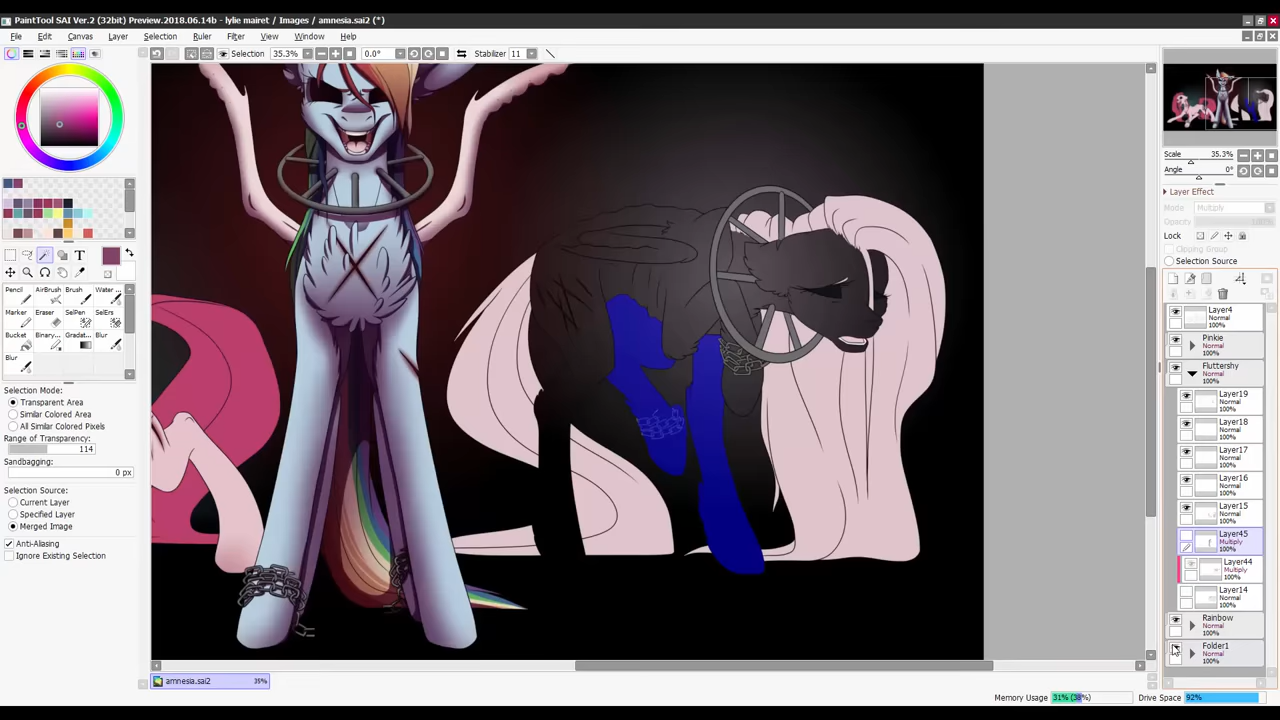 PaintTool SAI Ver.2 (32bit) Preview.2018.06.14b - lylie mairet / Images / amnesia.sai2 (*)
File Edit Canvas Layer Selection Ruler Filter View Window Help
Selection 35.3% 0.0° Stabilizer 11
Scale 35.3%
Angle 0°
Layer Effect
Mode Multiply
Opacity 100%
Lock
Clipping Group
Selection Source
Pencil AirBrush Brush Water ...
Marker Eraser SelPen SelErs
Bucket Binary... Gradat... Blur
Blur
Selection Mode:
Transparent Area
Similar Colored Area
All Similar Colored Pixels
Range of Transparency:
114
Sandbagging:
0 px
Selection Source:
Current Layer
Specified Layer
Merged Image
Anti-Aliasing
Ignore Existing Selection
Layer4
Normal
100%
Pinkie
Normal
100%
Fluttershy
Normal
100%
Layer19
Normal
100%
Layer18
Normal
100%
Layer17
Normal
100%
Layer16
Normal
100%
Layer15
Normal
100%
Layer45
Multiply
100%
Layer44
Multiply
100%
Layer14
Normal
100%
Rainbow
Normal
100%
Folder1
Normal
100%
amnesia.sai2 35%
Memory Usage 31% (38%) Drive Space 92%